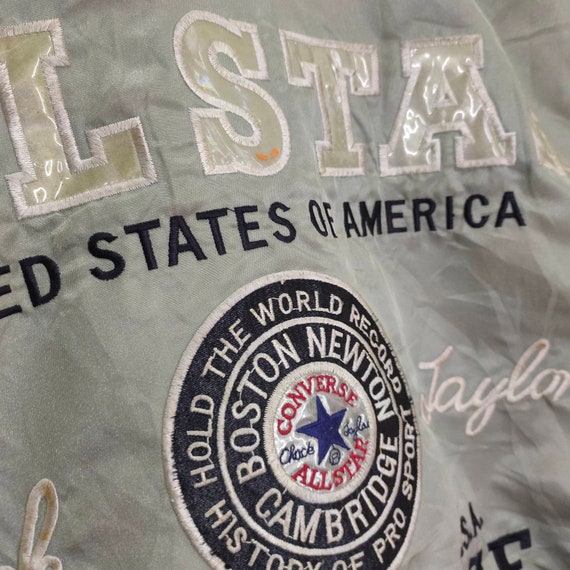 L STA
ED STATES OF AMERICA
HOLD THE WORLD RECORD
HISTORY OF PRO SPORT
BOSTON NEWTON
CAMBRIDGE
CONVERSE
Chuck Taylor
®
ALL STAR
Taylor